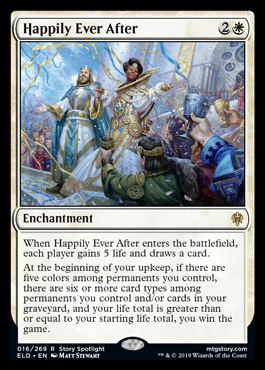 Happily Ever After 2
Enchantment
When Happily Ever After enters the battlefield,
each player gains 5 life and draws a card.
At the beginning of your upkeep, if there are
five colors among permanents you control,
there are six or more card types among
permanents you control and/or cards in your
graveyard, and your life total is greater than
or equal to your starting life total, you win the
game.
016/269 R Story Spotlight mtgstory.com
ELD • EN Matt Stewart ™ & © 2019 Wizards of the Coast